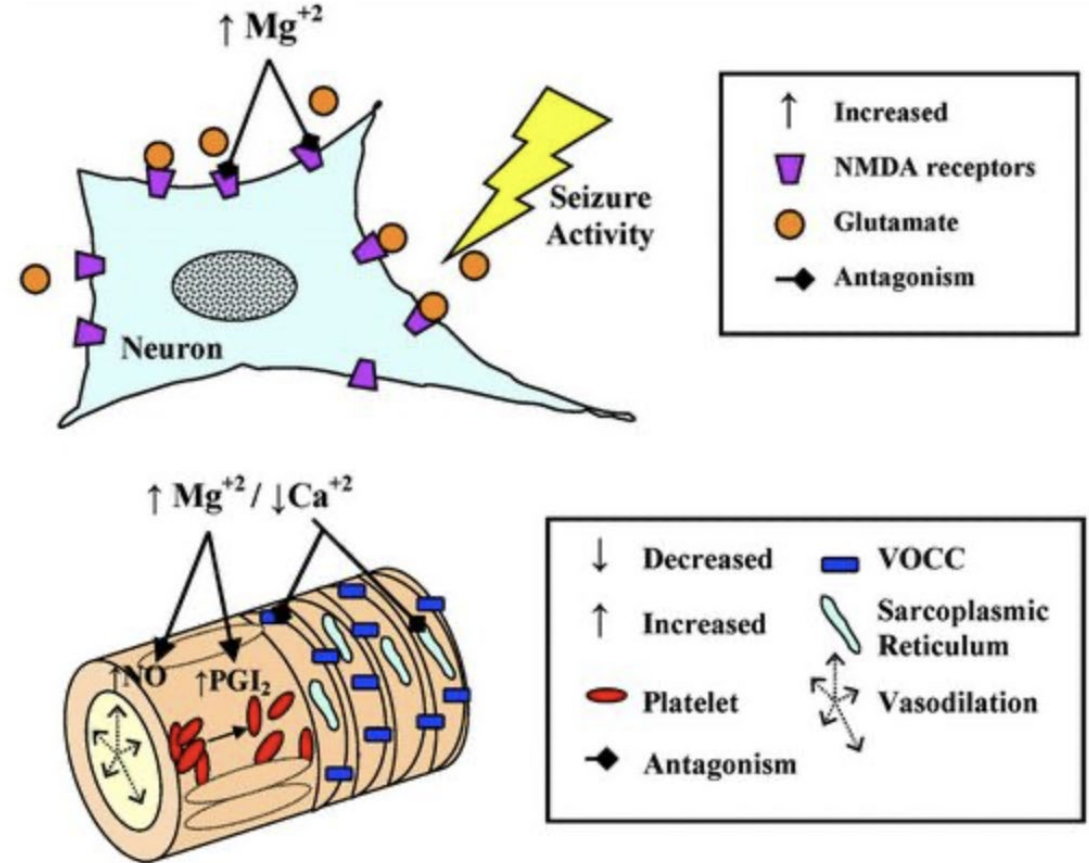 ↑ Mg+2
Seizure
Activity
Neuron
↑ Increased
NMDA receptors
Glutamate
Antagonism
↑ Mg+2 / ↓Ca+2
↑NO ↑PGI2
↓ Decreased
↑ Increased
Platelet
Antagonism
VOCC
Sarcoplasmic
Reticulum
Vasodilation